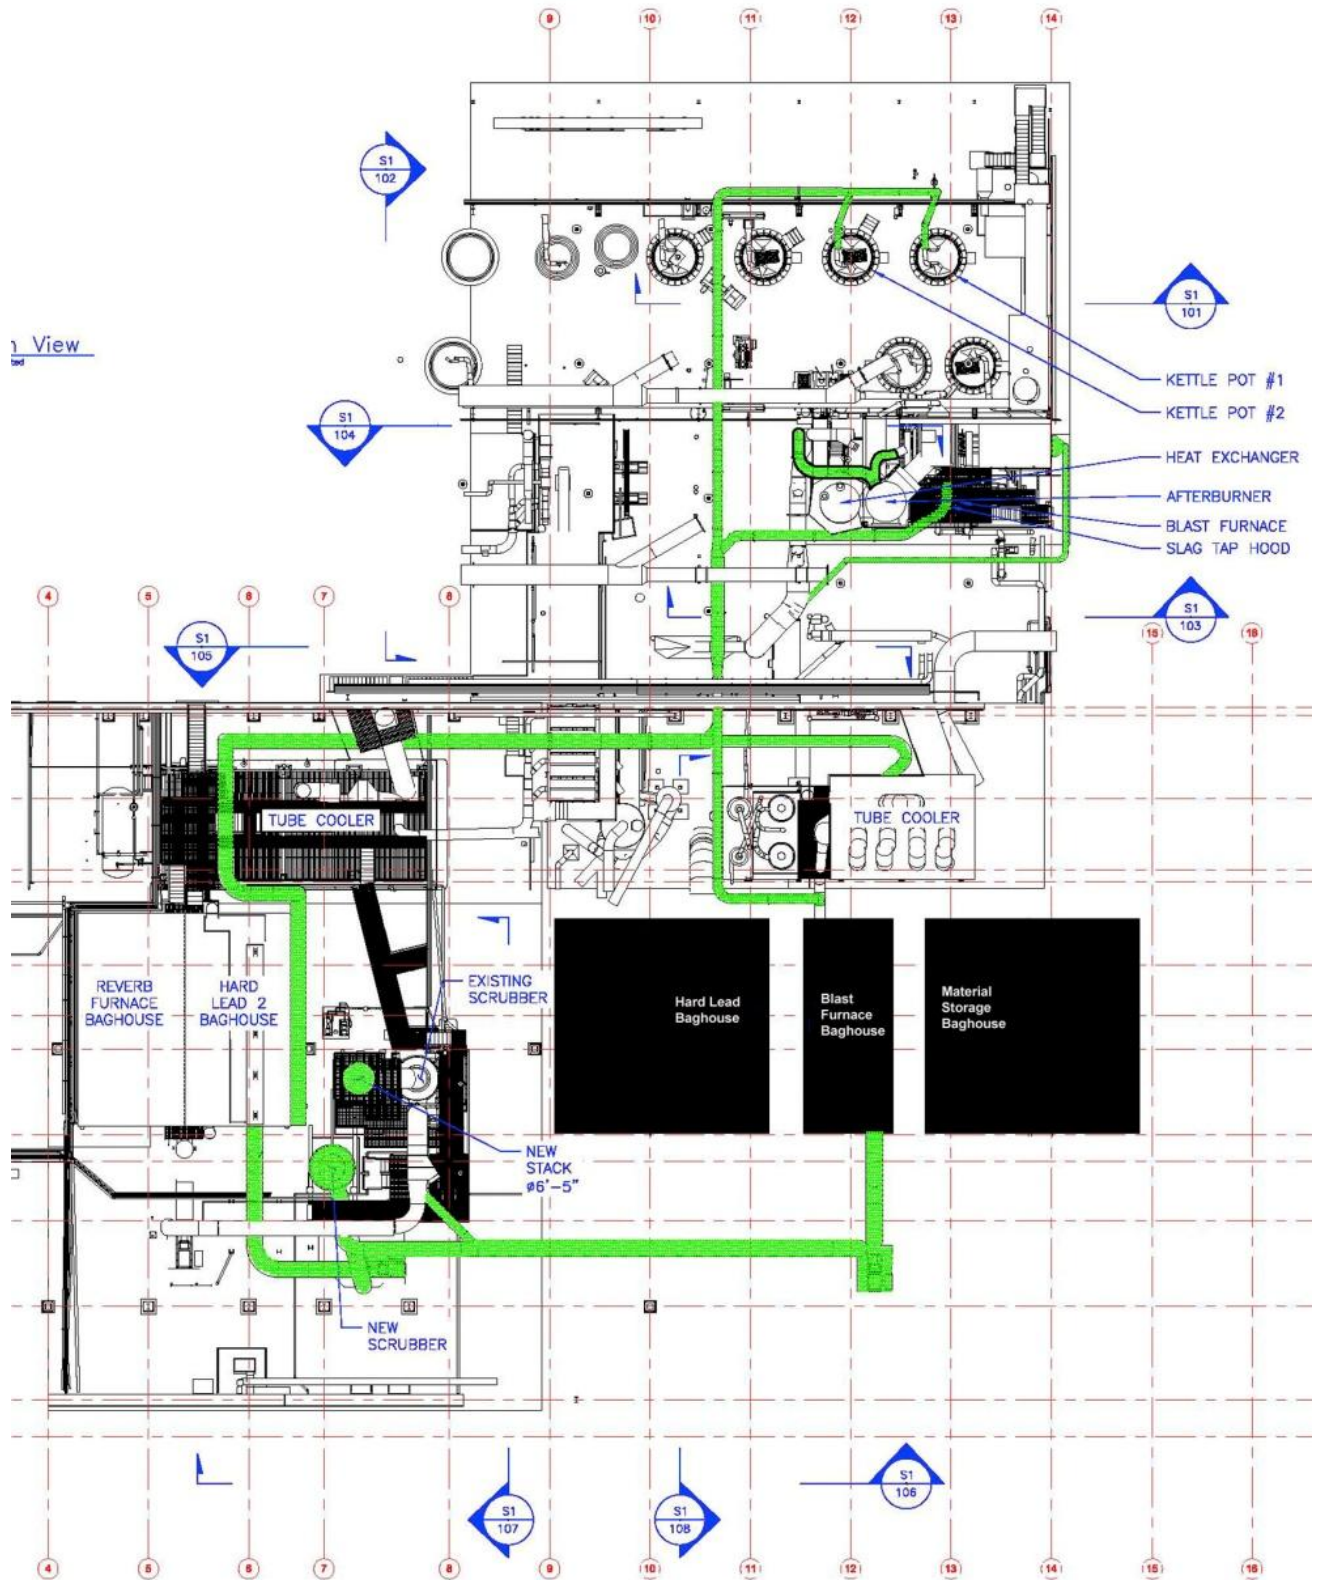 9 10 11 12 13 14
S1
102
S1
101
n View
KETTLE POT #1
S1
104
KETTLE POT #2
HEAT EXCHANGER
AFTERBURNER
BLAST FURNACE
SLAG TAP HOOD
4 5 6 7 8
S1
103
S1
105
15 16
TUBE COOLER
TUBE COOLER
REVERB
FURNACE
BAGHOUSE
HARD
LEAD 2
BAGHOUSE
EXISTING
SCRUBBER
Hard Lead
Baghouse
Blast
Furnace
Baghouse
Material
Storage
Baghouse
NEW
STACK
ø6'-5"
NEW
SCRUBBER
S1
106
S1
107
S1
108
4 5 6 7 8 9 10 11 12 13 14 15 16